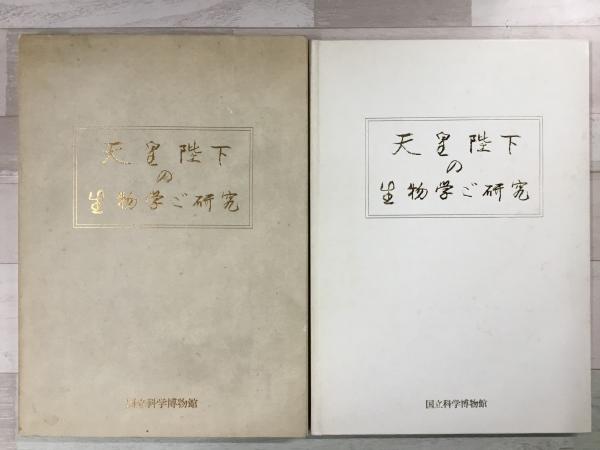 天皇陛下
の
生物学ご研究
国立科学博物館
天皇陛下
の
生物学ご研究
国立科学博物館